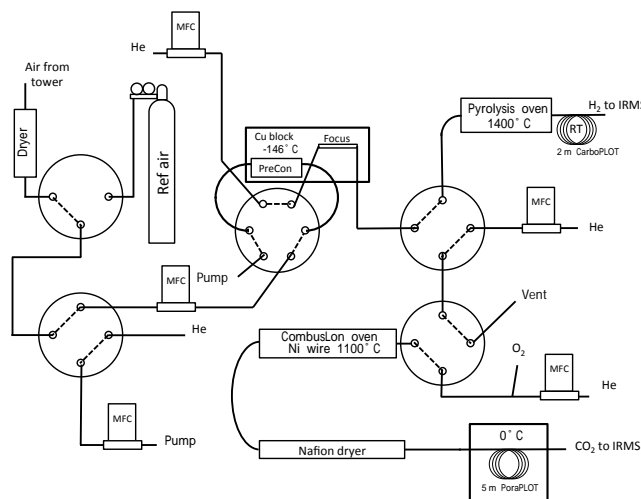 MFC
He
Air from
tower
Dryer
Ref air
Cu block
-146˚ C
Focus
PreCon
Pyrolysis oven
1400˚ C
H2 to IRMS
RT
2 m CarboPLOT
MFC
He
Pump
MFC
He
MFC
Pump
CombusLon oven
Ni wire 1100˚ C
Vent
O2
MFC
He
Nafion dryer
0˚ C
5 m PoraPLOT
CO2 to IRMS